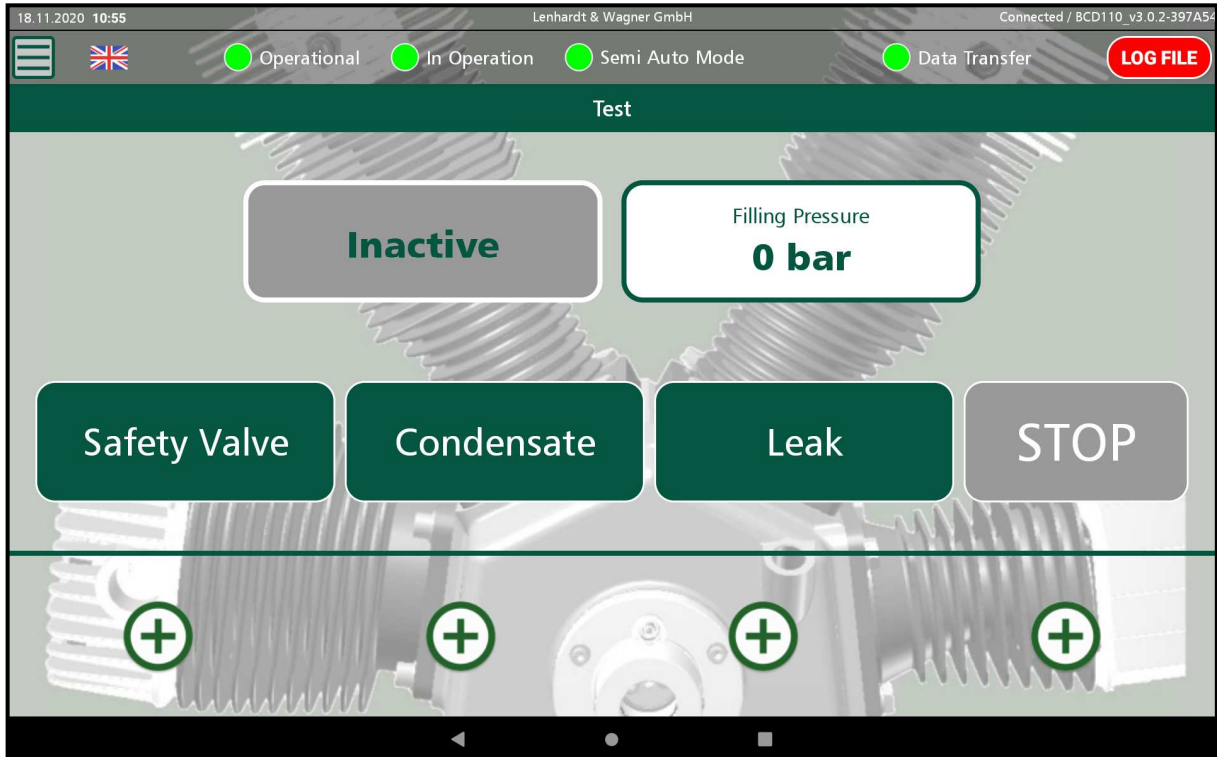 18.11.2020 10:55 Lenhardt & Wagner GmbH Connected / BCD110_v3.0.2-397A54
Operational In Operation Semi Auto Mode Data Transfer LOG FILE
Test
Inactive
Filling Pressure
0 bar
Safety Valve Condensate Leak STOP